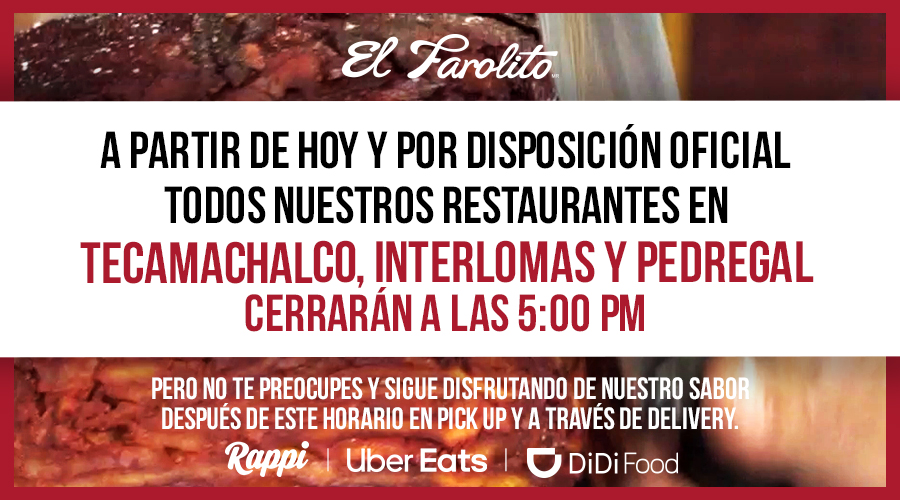 El Farolito
A PARTIR DE HOY Y POR DISPOSICIÓN OFICIAL
TODOS NUESTROS RESTAURANTES EN
TECAMACHALCO, INTERLOMAS Y PEDREGAL
CERRARÁN A LAS 5:00 PM
PERO NO TE PREOCUPES Y SIGUE DISFRUTANDO DE NUESTRO SABOR
DESPUÉS DE ESTE HORARIO EN PICK UP Y A TRAVÉS DE DELIVERY.
Rappi | Uber Eats | DiDi Food